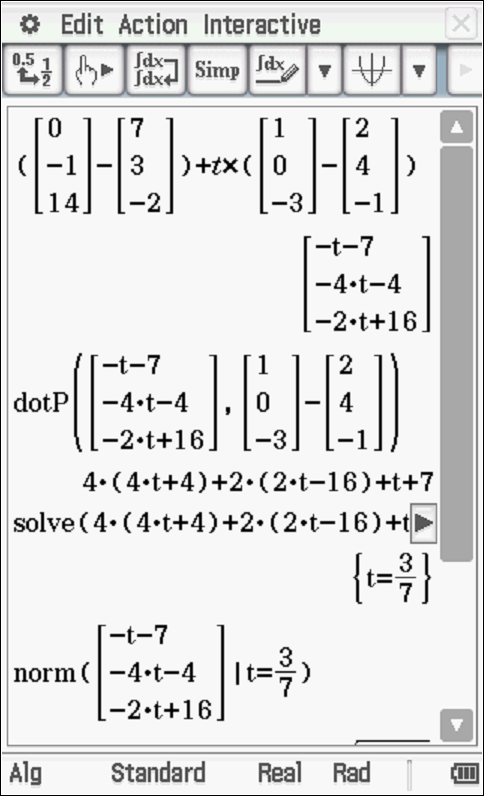 Edit Action Interactive
0.5 1 2 ∫dx ∫dx Simp ∫dx
([0 −1 14]−[7 3 −2])+t×([1 0 −3]−[2 4 −1])
[−t−7 −4·t−4 −2·t+16]
dotP([−t−7 −4·t−4 −2·t+16],[1 0 −3]−[2 4 −1])
4·(4·t+4)+2·(2·t−16)+t+7
solve(4·(4·t+4)+2·(2·t−16)+t
{t=3/7}
norm([−t−7 −4·t−4 −2·t+16]|t=3/7)
Alg Standard Real Rad